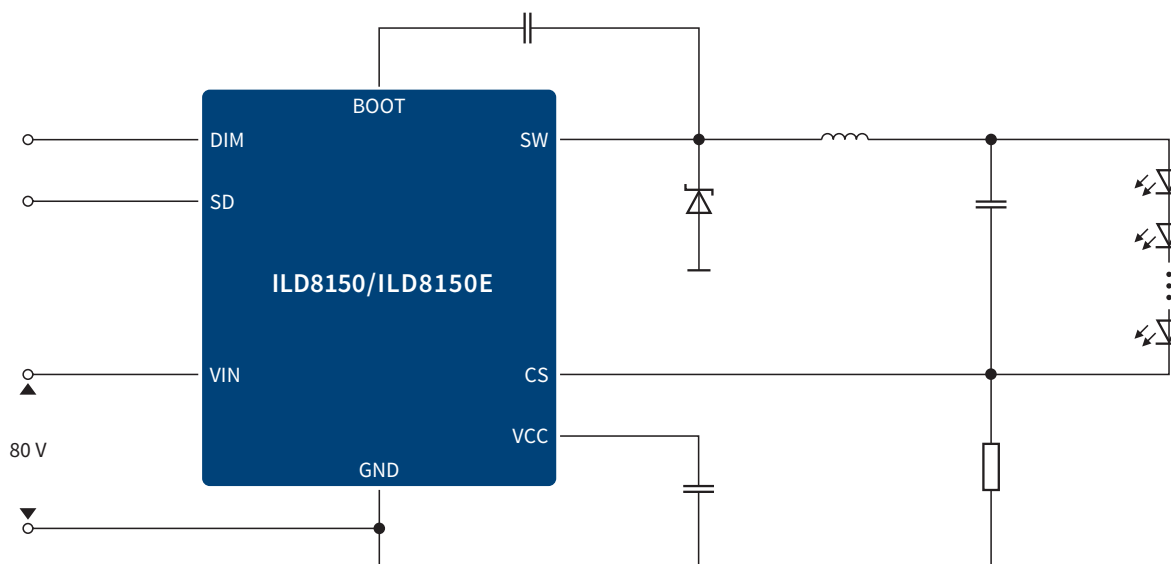 BOOT
DIM
SW
SD
ILD8150/ILD8150E
VIN
CS
VCC
80 V
GND